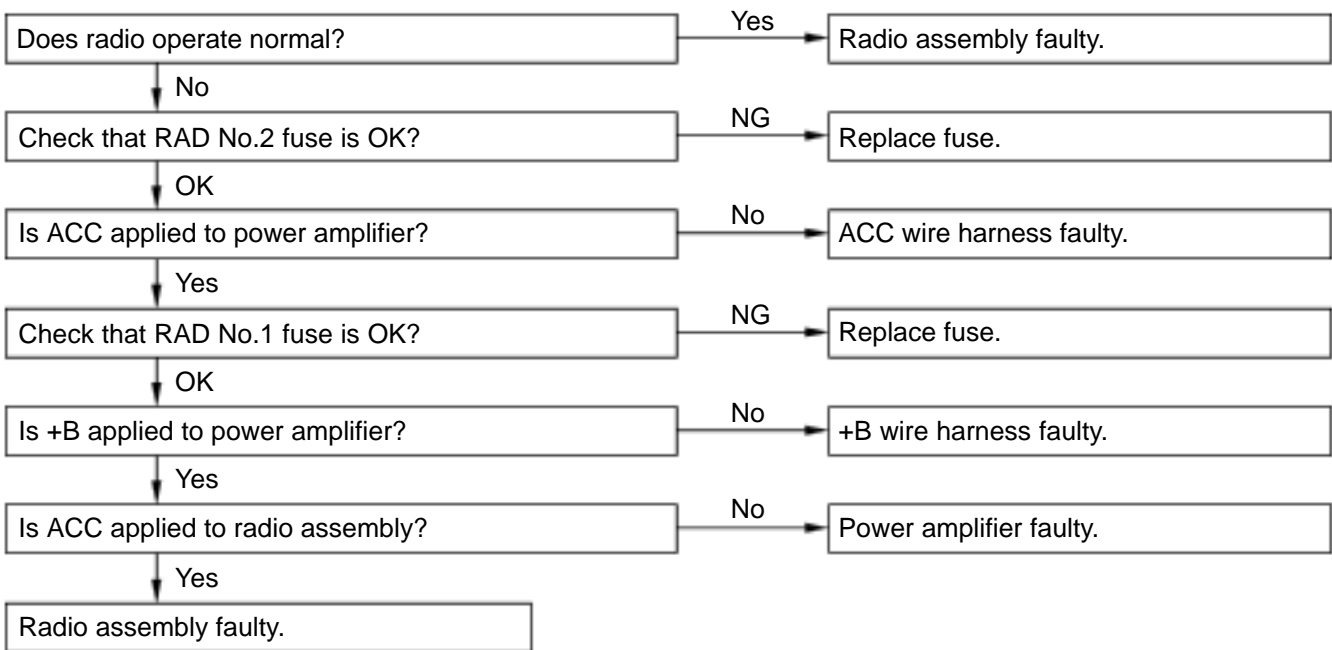 Does radio operate normal?
Yes
Radio assembly faulty.
No
Check that RAD No.2 fuse is OK?
NG
Replace fuse.
OK
Is ACC applied to power amplifier?
No
ACC wire harness faulty.
Yes
Check that RAD No.1 fuse is OK?
NG
Replace fuse.
OK
Is +B applied to power amplifier?
No
+B wire harness faulty.
Yes
Is ACC applied to radio assembly?
No
Power amplifier faulty.
Yes
Radio assembly faulty.